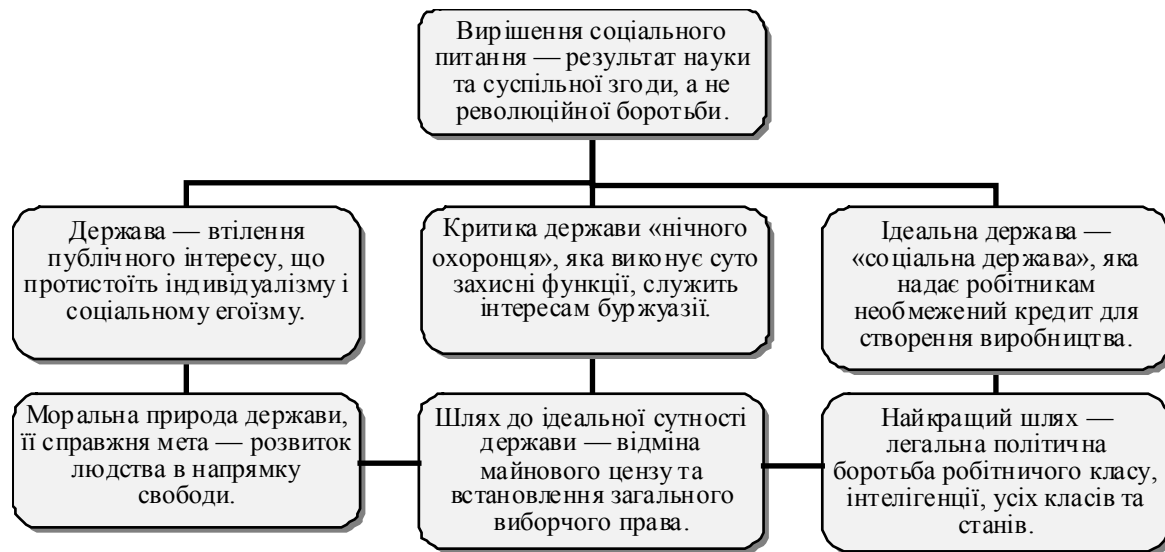 Вирішення соціального
питання — результат науки
та суспільної згоди, а не
революційної боротьби.
Держава — втілення
публічного інтересу, що
протистоїть індивідуалізму і
соціальному егоїзму.
Критика держави «нічного
охоронця», яка виконує суто
захисні функції, служить
інтересам буржуазії.
Ідеальна держава —
«соціальна держава», яка
надає робітникам
необмежений кредит для
створення виробництва.
Моральна природа держави,
її справжня мета — розвиток
людства в напрямку
свободи.
Шлях до ідеальної сутності
держави — відміна
майнового цензу та
встановлення загального
виборчого права.
Найкращий шлях —
легальна політична
боротьба робітничого класу,
інтелігенції, усіх класів та
станів.